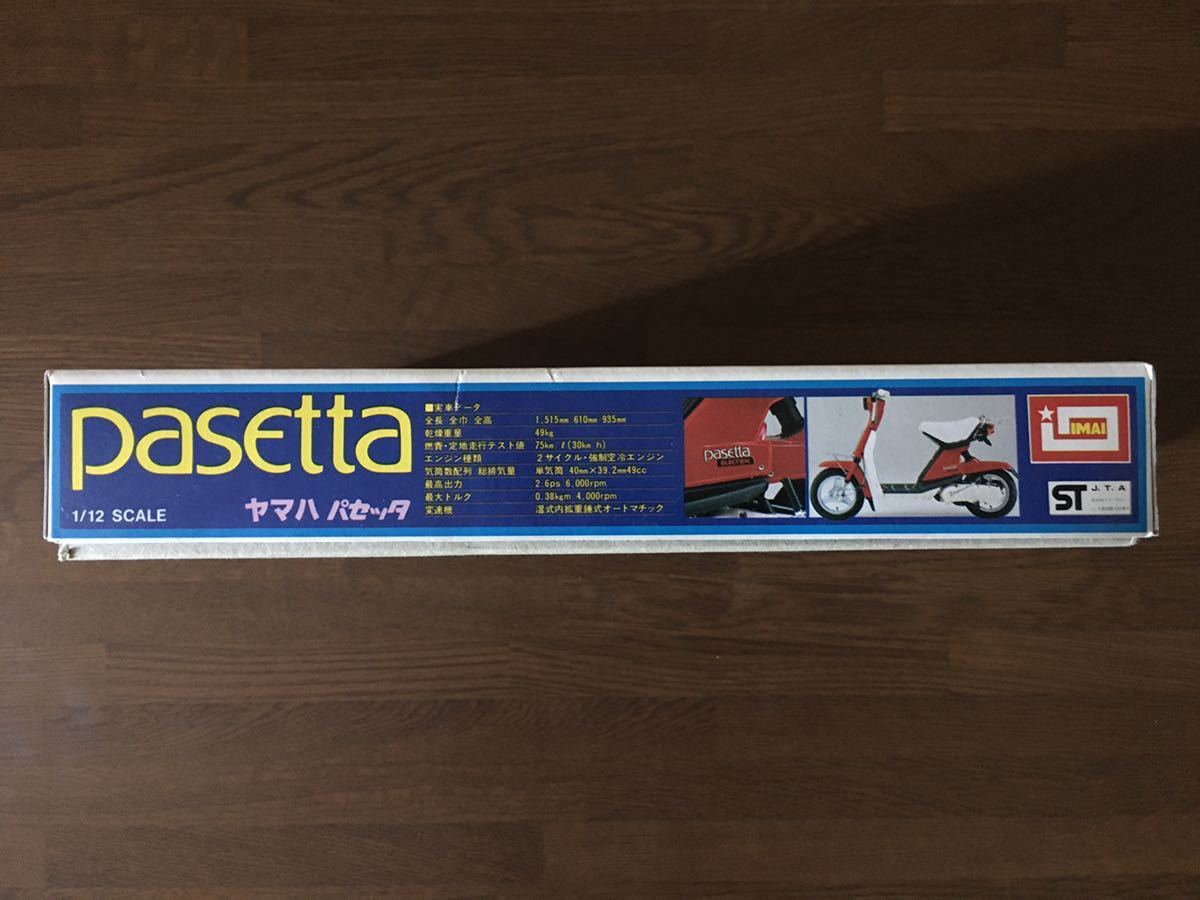 pasetta
1/12 SCALE
ヤマハ パセッタ
■実車データ
全長 全巾 全高 1.515mm 610mm 935mm
乾燥重量 49kg
燃費・定地走行テスト値 75km ℓ(30km h)
エンジン種類 2サイクル・強制空冷エンジン
気筒数配列 総排気量 単気筒 40mm×39.2mm49cc
最高出力 2.6ps 6.000rpm
最大トルク 0.38kgm 4.000rpm
変速機 湿式内拡重錘式オートマチック
pasetta
IMAI
ST J.T.A